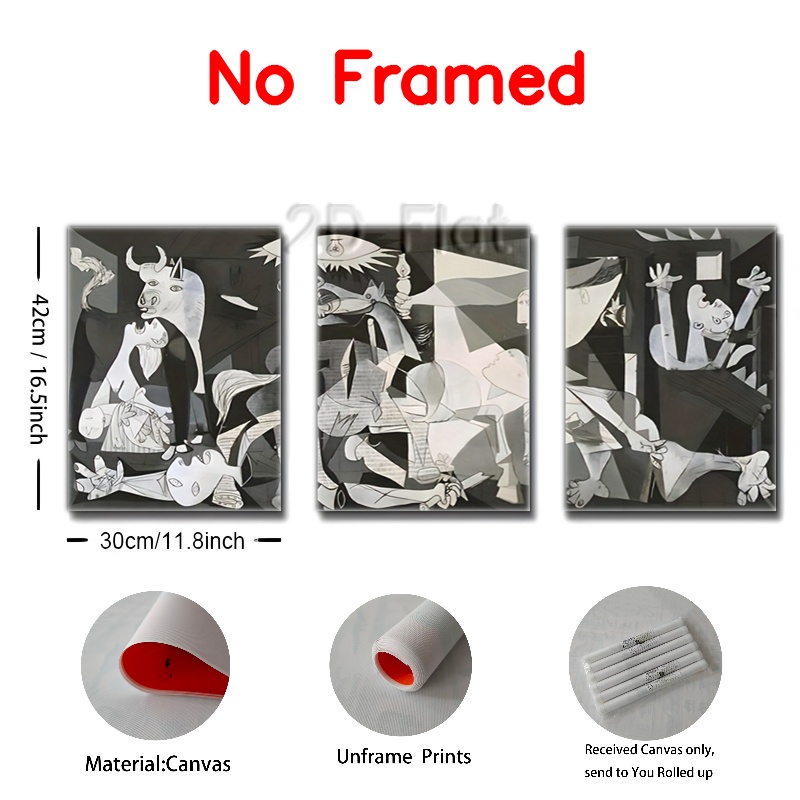 No Framed
2D Flat
42cm / 16.5inch
30cm/11.8inch
Material:Canvas
Unframe Prints
Received Canvas only,
send to You Rolled up